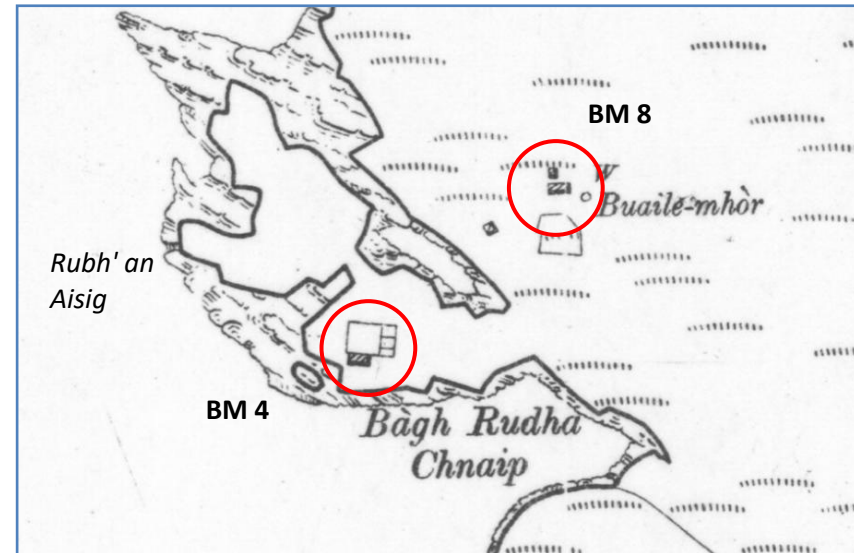 BM 8
W
Buaile-mhòr
Rubh' an
Aisig
BM 4
Bàgh Rudha
Chnaip